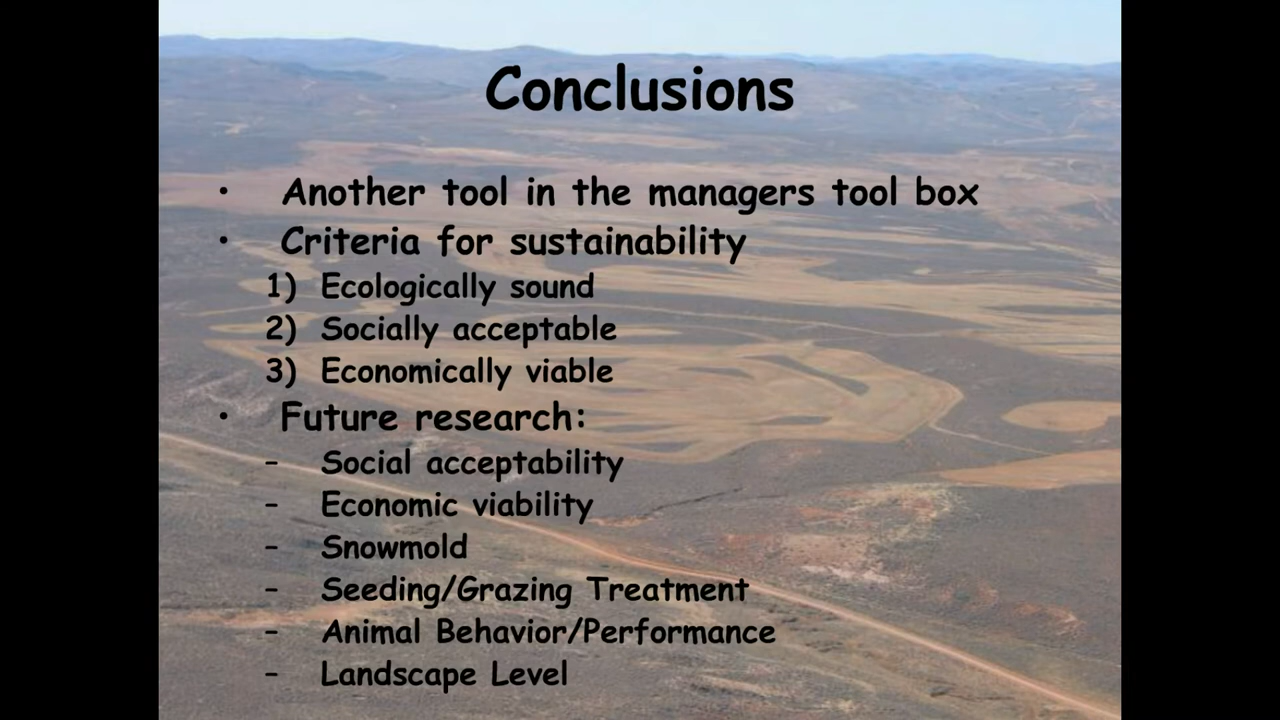 Conclusions
• Another tool in the managers tool box
• Criteria for sustainability
1) Ecologically sound
2) Socially acceptable
3) Economically viable
• Future research:
– Social acceptability
– Economic viability
– Snowmold
– Seeding/Grazing Treatment
– Animal Behavior/Performance
– Landscape Level